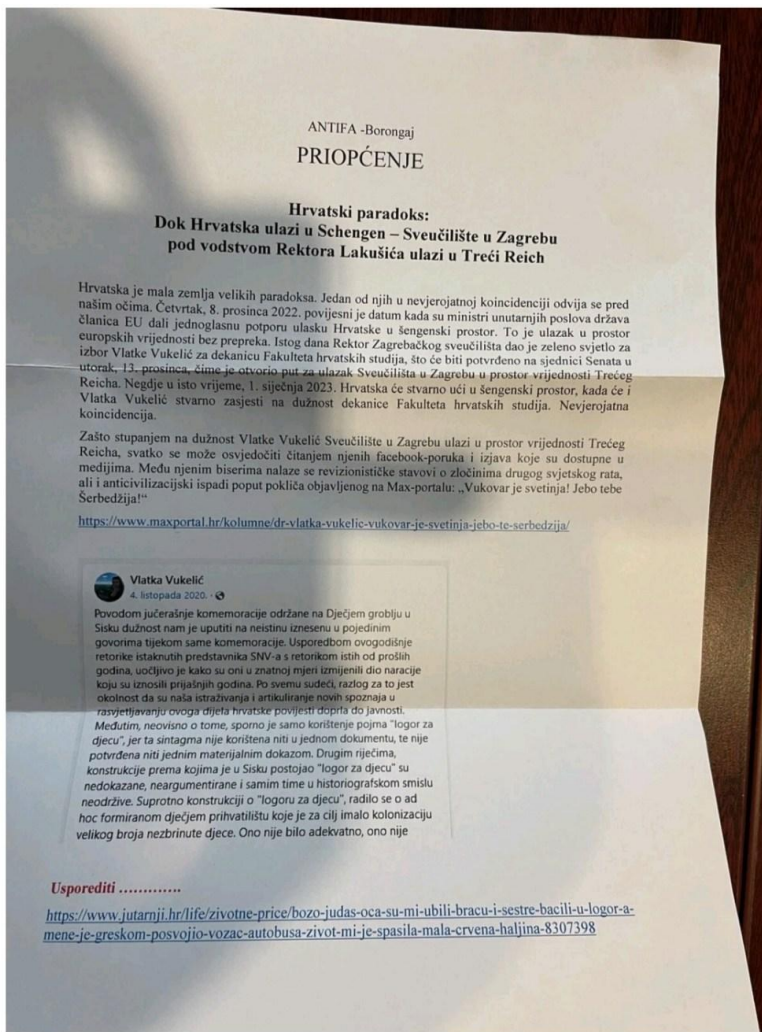 ANTIFA -Borongaj
PRIOPĆENJE
Hrvatski paradoks:
Dok Hrvatska ulazi u Schengen – Sveučilište u Zagrebu
pod vodstvom Rektora Lakušića ulazi u Treći Reich
Hrvatska je mala zemlja velikih paradoksa. Jedan od njih u nevjerojatnoj koincidenciji odvija se pred
našim očima. Četvrtak, 8. prosinca 2022. povijesni je datum kada su ministri unutarnjih poslova država
članica EU dali jednoglasnu potporu ulasku Hrvatske u šengenski prostor. To je ulazak u prostor
europskih vrijednosti bez prepreka. Istog dana Rektor Zagrebačkog sveučilišta dao je zeleno svjetlo za
izbor Vlatke Vukelić za dekanicu Fakulteta hrvatskih studija, što će biti potvrđeno na sjednici Senata u
utorak, 13. prosinca, čime je otvorio put za ulazak Sveučilišta u Zagrebu u prostor vrijednosti Trećeg
Reicha. Negdje u isto vrijeme, 1. siječnja 2023. Hrvatska će stvarno ući u šengenski prostor, kada će i
Vlatka Vukelić stvarno zasjesti na dužnost dekanice Fakulteta hrvatskih studija. Nevjerojatna
koincidencija.
Zašto stupanjem na dužnost Vlatke Vukelić Sveučilište u Zagrebu ulazi u prostor vrijednosti Trećeg
Reicha, svatko se može osvjedočiti čitanjem njenih facebook-poruka i izjava koje su dostupne u
medijima. Među njenim biserima nalaze se revizionističke stavovi o zločinima drugog svjetskog rata,
ali i anticivilizacijski ispadi poput pokliča objavljenog na Max-portalu: „Vukovar je svetinja! Jebo tebe
Šerbedžija!“
https://www.maxportal.hr/kolumne/dr-vlatka-vukelic-vukovar-je-svetinja-jebo-te-serbedzija/
Vlatka Vukelić
4. listopada 2020. ·
Povodom jučerašnje komemoracije održane na Dječjem groblju u
Sisku dužnost nam je uputiti na neistinu iznesenu u pojedinim
govorima tijekom same komemoracije. Usporedbom ovogodišnje
retorike istaknutih predstavnika SNV-a s retorikom istih od prošlih
godina, uočljivo je kako su oni u znatnoj mjeri izmijenili dio naracije
koju su iznosili prijašnjih godina. Po svemu sudeći, razlog za to jest
okolnost da su naša istraživanja i artikuliranje novih spoznaja u
rasvjetljavanju ovoga dijela hrvatske povijesti doprla do javnosti.
Međutim, neovisno o tome, sporno je samo korištenje pojma "logor za
djecu", jer ta sintagma nije korištena niti u jednom dokumentu, te nije
potvrđena niti jednim materijalnim dokazom. Drugim riječima,
konstrukcije prema kojima je u Sisku postojao "logor za djecu" su
nedokazane, neargumentirane i samim time u historiografskom smislu
neodržive. Suprotno konstrukciji o "logoru za djecu", radilo se o ad
hoc formiranom dječjem prihvatilištu koje je za cilj imalo kolonizaciju
velikog broja nezbrinute djece. Ono nije bilo adekvatno, ono nije
Usporediti .............
https://www.jutarnji.hr/life/zivotne-price/bozo-judas-oca-su-mi-ubili-bracu-i-sestre-bacili-u-logor-a-
mene-je-greskom-posvojio-vozac-autobusa-zivot-mi-je-spasila-mala-crvena-haljina-8307398